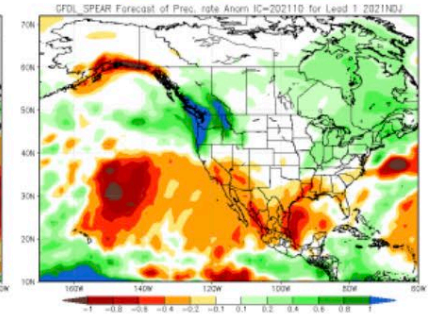 GFDL SPEAR Forecast of Prec. rate Anom IC=202110 for Lead 1 2021NDJ
70N
60N
50N
40N
30N
20N
10N
160W 140W 120W 100W 80W 60W
-1 -0.8 -0.6 -0.4 -0.2 -0.1 0.1 0.2 0.4 0.6 0.8 1